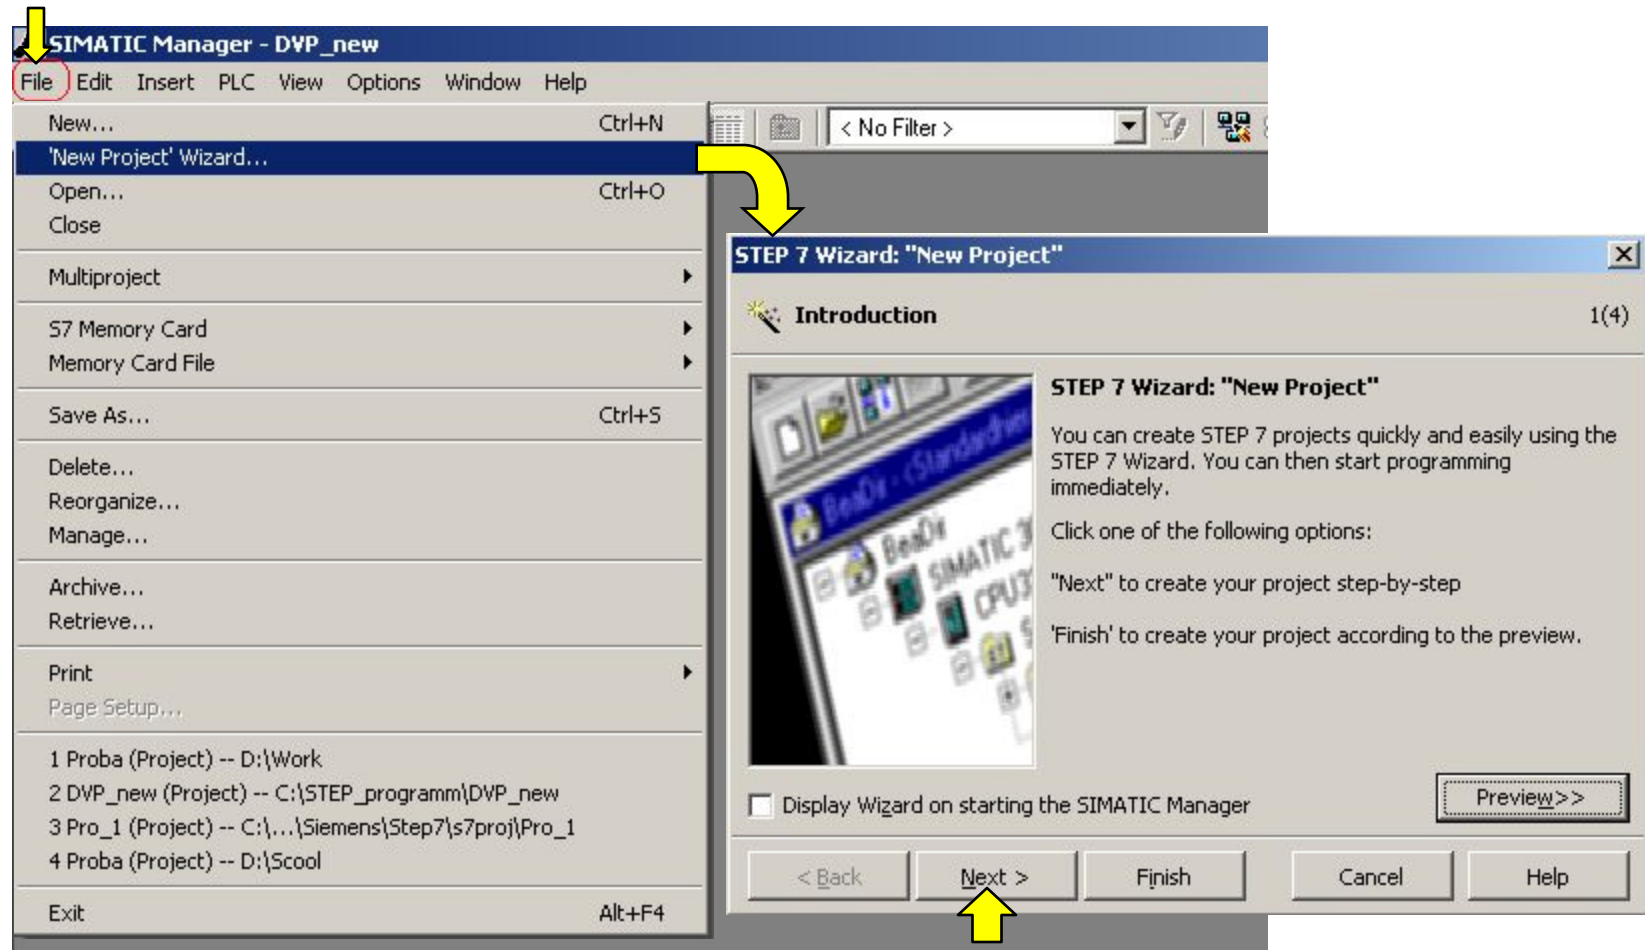 SIMATIC Manager - DVP_new
File Edit Insert PLC View Options Window Help
New... Ctrl+N
'New Project' Wizard...
Open... Ctrl+O
Close
Multiproject
S7 Memory Card
Memory Card File
Save As... Ctrl+S
Delete...
Reorganize...
Manage...
Archive...
Retrieve...
Print
Page Setup...
1 Proba (Project) -- D:\Work
2 DVP_new (Project) -- C:\STEP_programm\DVP_new
3 Pro_1 (Project) -- C:\...\Siemens\Step7\s7proj\Pro_1
4 Proba (Project) -- D:\Scool
Exit Alt+F4
< No Filter >
STEP 7 Wizard: "New Project"
Introduction 1(4)
BeaDir - (Standardhier
BeaDir
SIMATIC 3
CPU3
STEP 7 Wizard: "New Project"
You can create STEP 7 projects quickly and easily using the
STEP 7 Wizard. You can then start programming
immediately.
Click one of the following options:
"Next" to create your project step-by-step
'Finish' to create your project according to the preview.
Display Wizard on starting the SIMATIC Manager
Preview>>
< Back Next > Finish Cancel Help